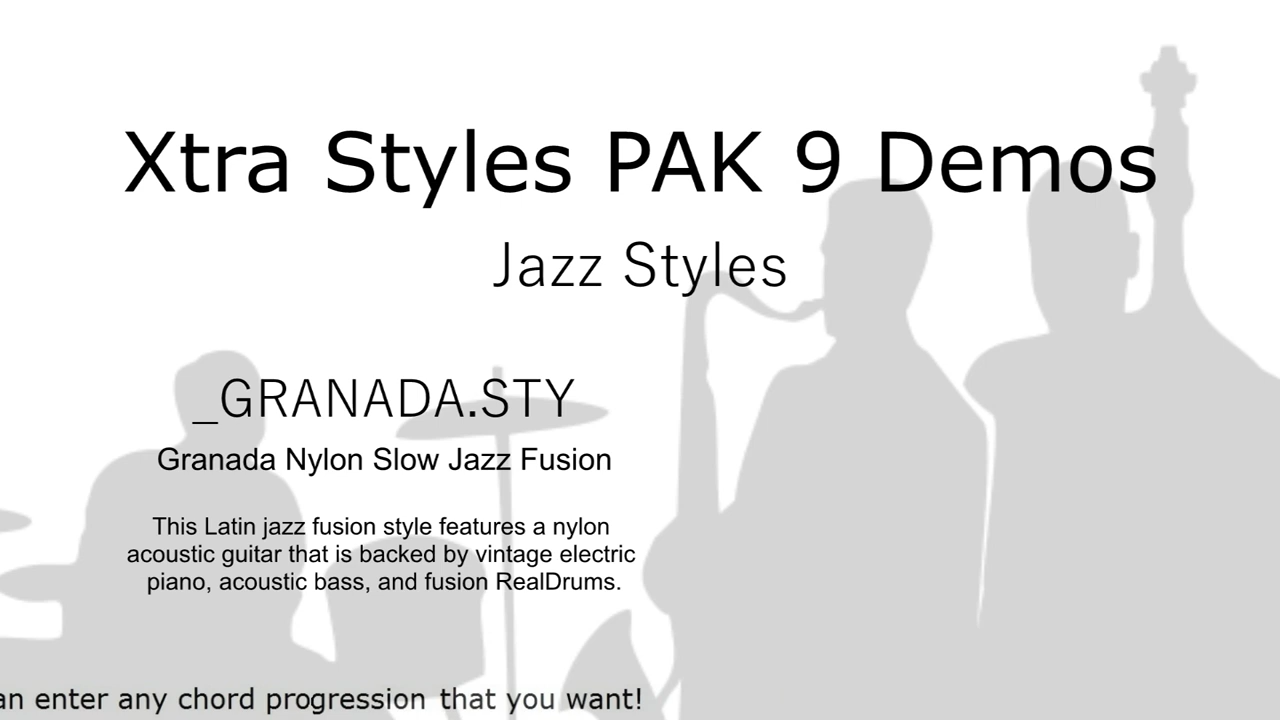 Xtra Styles PAK 9 Demos
Jazz Styles
_GRANADA.STY
Granada Nylon Slow Jazz Fusion
This Latin jazz fusion style features a nylon
acoustic guitar that is backed by vintage electric
piano, acoustic bass, and fusion RealDrums.
an enter any chord progression that you want!